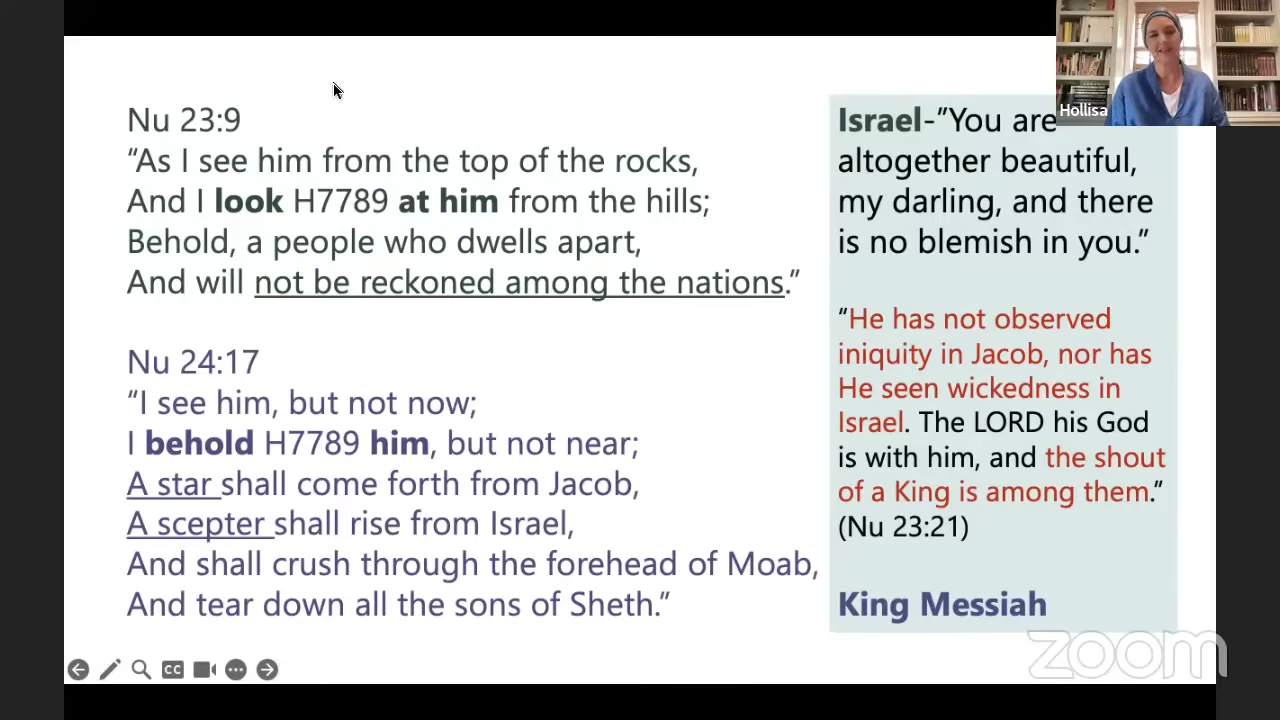 Nu 23:9
“As I see him from the top of the rocks,
And I look H7789 at him from the hills;
Behold, a people who dwells apart,
And will not be reckoned among the nations.”
Nu 24:17
“I see him, but not now;
I behold H7789 him, but not near;
A star shall come forth from Jacob,
A scepter shall rise from Israel,
And shall crush through the forehead of Moab,
And tear down all the sons of Sheth.”
Israel-”You are
altogether beautiful,
my darling, and there
is no blemish in you.”
“He has not observed
iniquity in Jacob, nor has
He seen wickedness in
Israel. The LORD his God
is with him, and the shout
of a King is among them.”
(Nu 23:21)
King Messiah
Hollisa
CC
zoom